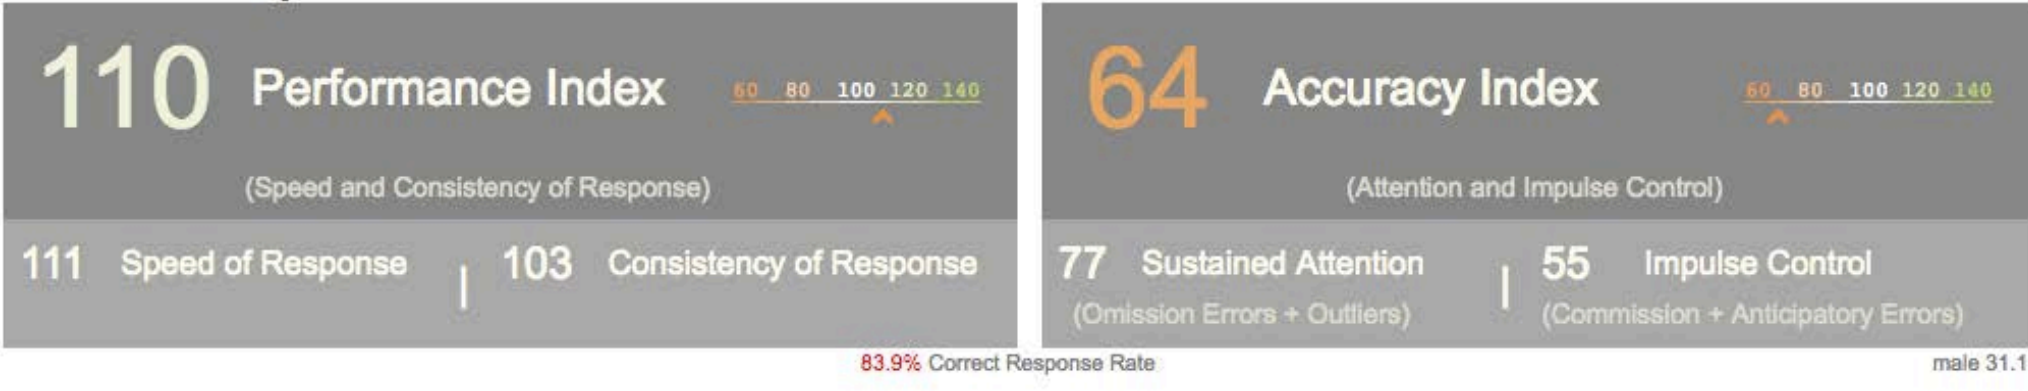 110 Performance Index 60 80 100 120 140
(Speed and Consistency of Response)
111 Speed of Response | 103 Consistency of Response
64 Accuracy Index 60 80 100 120 140
(Attention and Impulse Control)
77 Sustained Attention | 55 Impulse Control
(Omission Errors + Outliers) (Commission + Anticipatory Errors)
83.9% Correct Response Rate
male 31.1